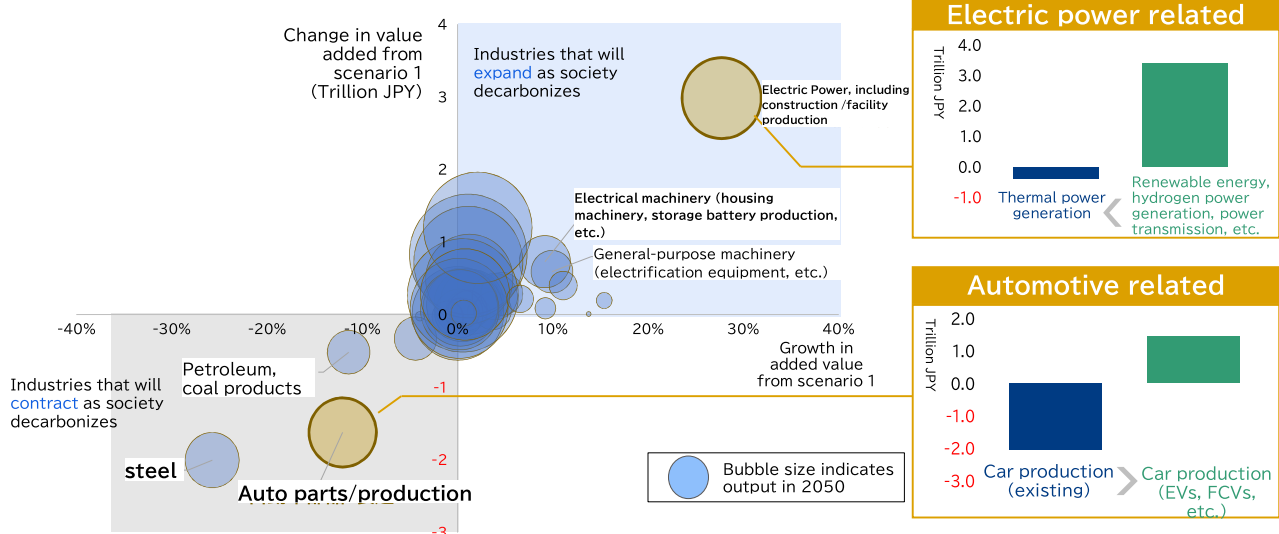 Change in value
added from
scenario 1
(Trillion JPY)
4
3
2
1
0
-1
-2
-3
Industries that will
expand as society
decarbonizes
Electric Power, including
construction /facility
production
Electrical machinery (housing
machinery, storage battery production,
etc.)
General-purpose machinery
(electrification equipment, etc.)
-40%
-30%
-20%
-10%
0%
10%
20%
30%
40%
Growth in
added value
from scenario 1
Petroleum,
coal products
Industries that will
contract as society
decarbonizes
steel
Auto parts/production
Bubble size indicates
output in 2050
Electric power related
Trillion JPY
4.0
3.0
2.0
1.0
0.0
-1.0
Thermal power
generation
Renewable energy,
hydrogen power
generation, power
transmission, etc.
Automotive related
Trillion JPY
2.0
1.0
0.0
-1.0
-2.0
-3.0
Car production
(existing)
Car production
(EVs, FCVs,
etc.)